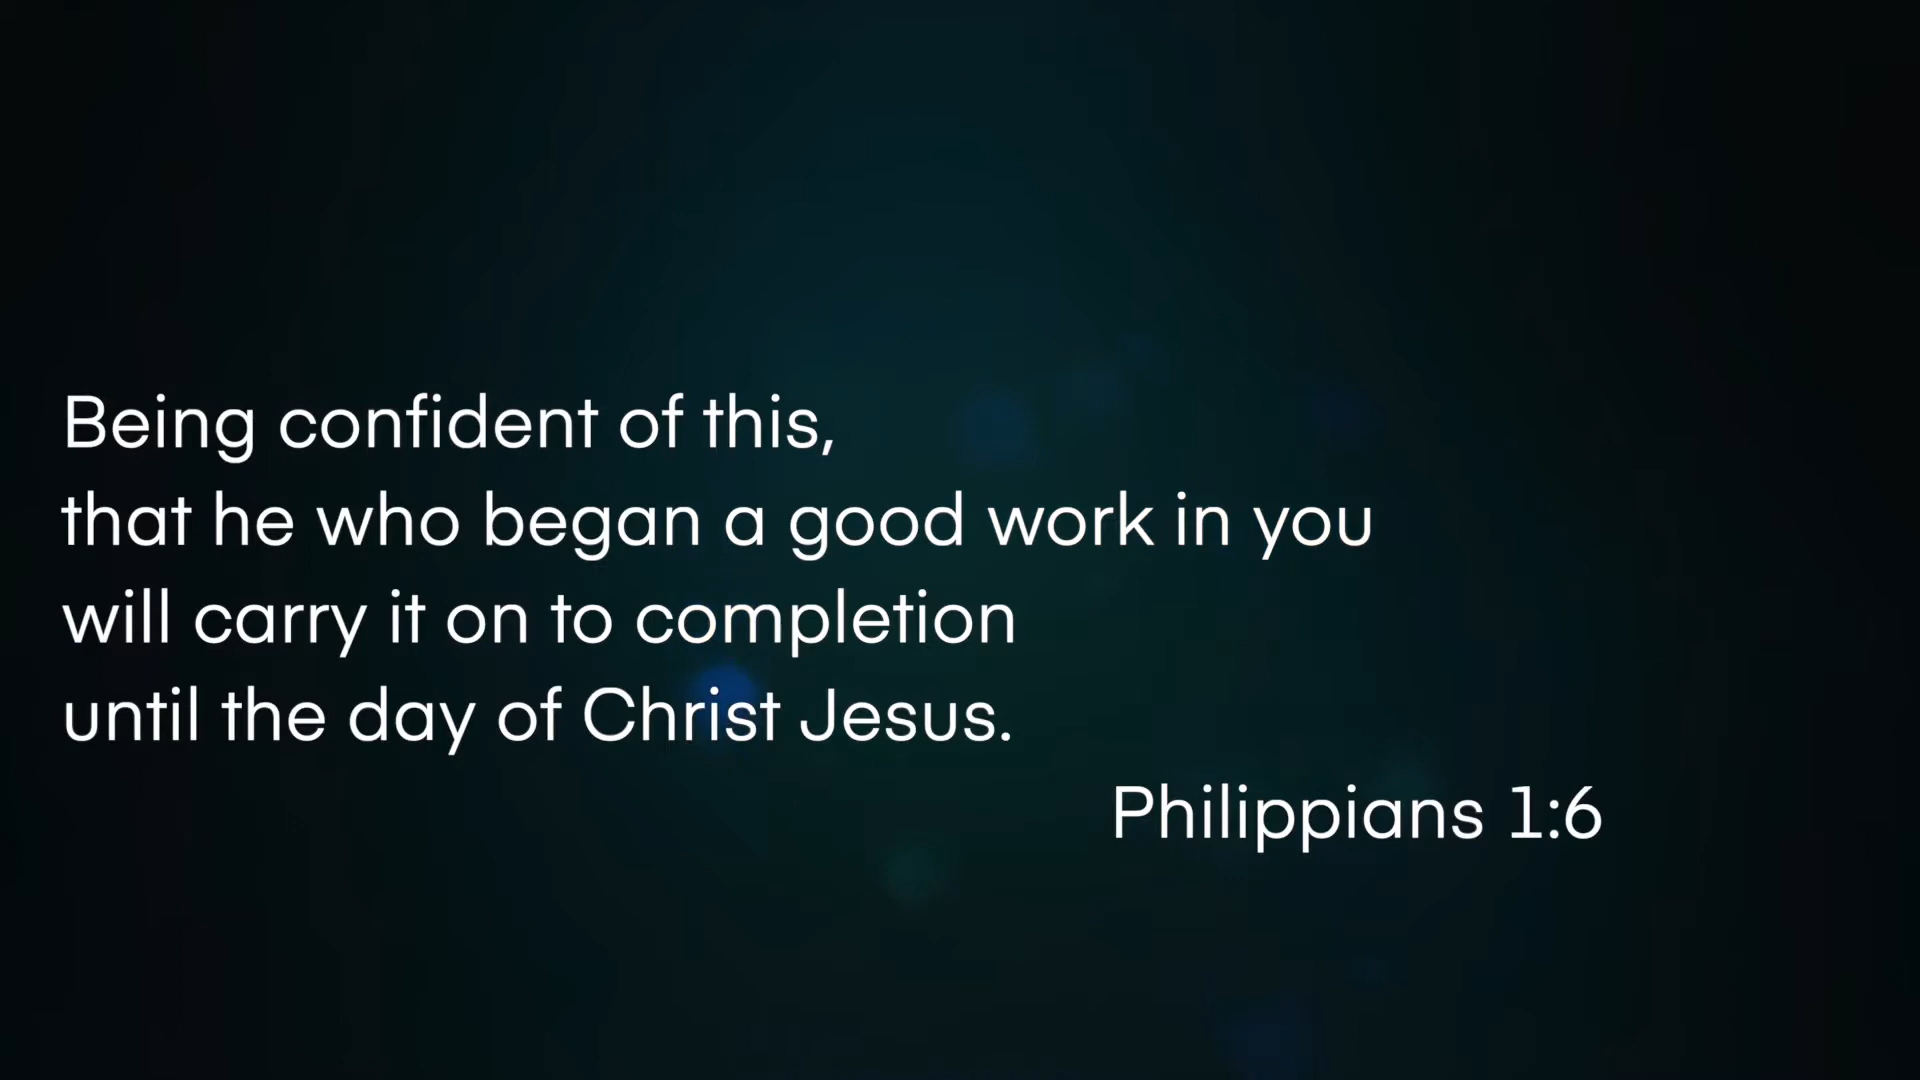 Being confident of this,
that he who began a good work in you
will carry it on to completion
until the day of Christ Jesus.
Philippians 1:6